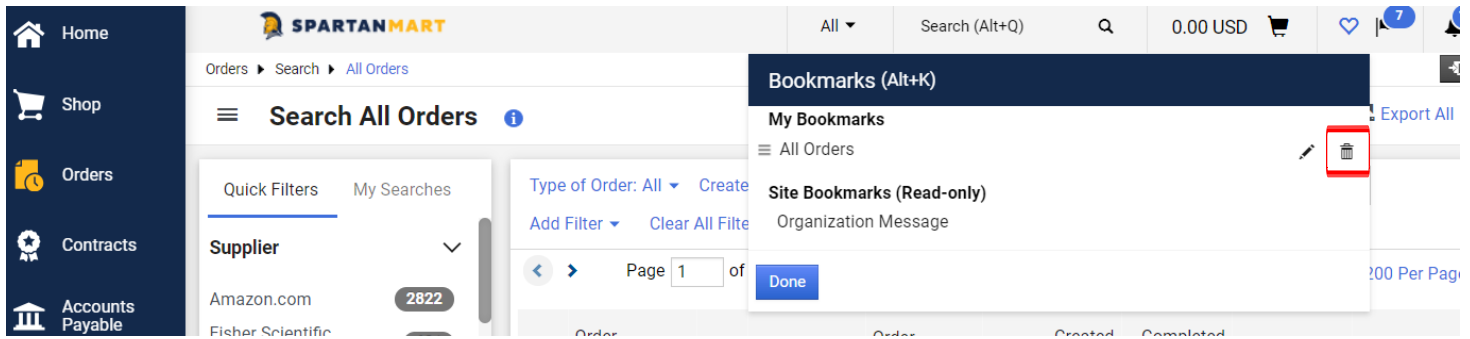 Home
Shop
Orders
Contracts
Accounts
Payable
SPARTANMART
All
Search (Alt+Q)
0.00 USD
7
Orders Search All Orders
Search All Orders
Export All
Quick Filters My Searches
Supplier
Amazon.com 2822
Fisher Scientific
Type of Order: All Create
Add Filter Clear All Filte
Page 1 of
200 Per Page
Order Order Created Completed
Bookmarks (Alt+K)
My Bookmarks
All Orders
Site Bookmarks (Read-only)
Organization Message
Done